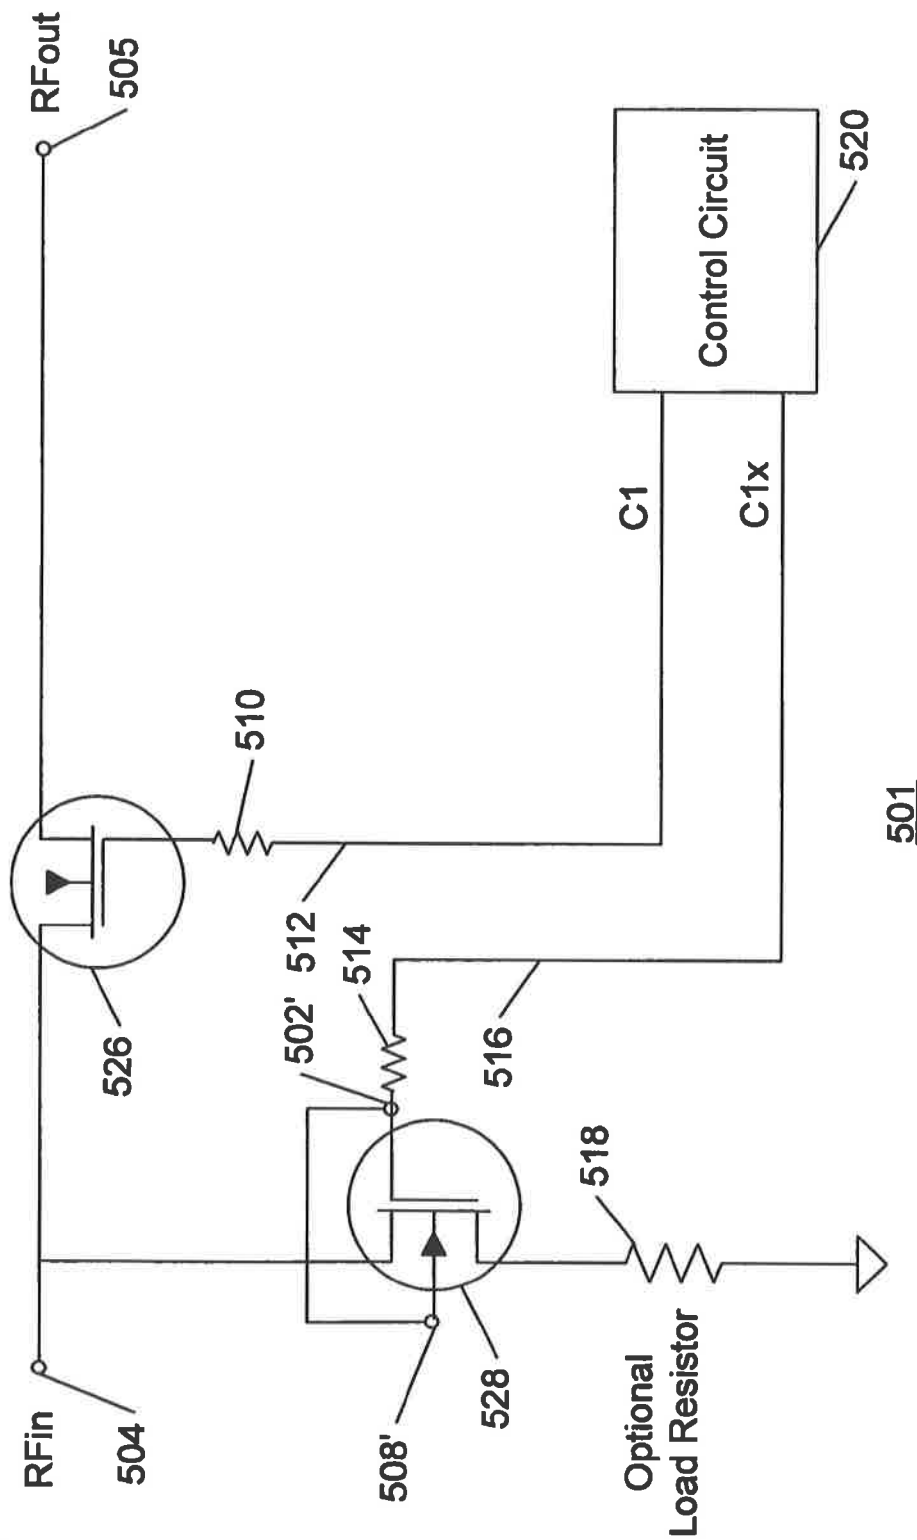 RFin
504
RFout
505
526
510
512
502'
514
516
508'
528
518
Optional
Load Resistor
C1
C1x
Control Circuit
520
501